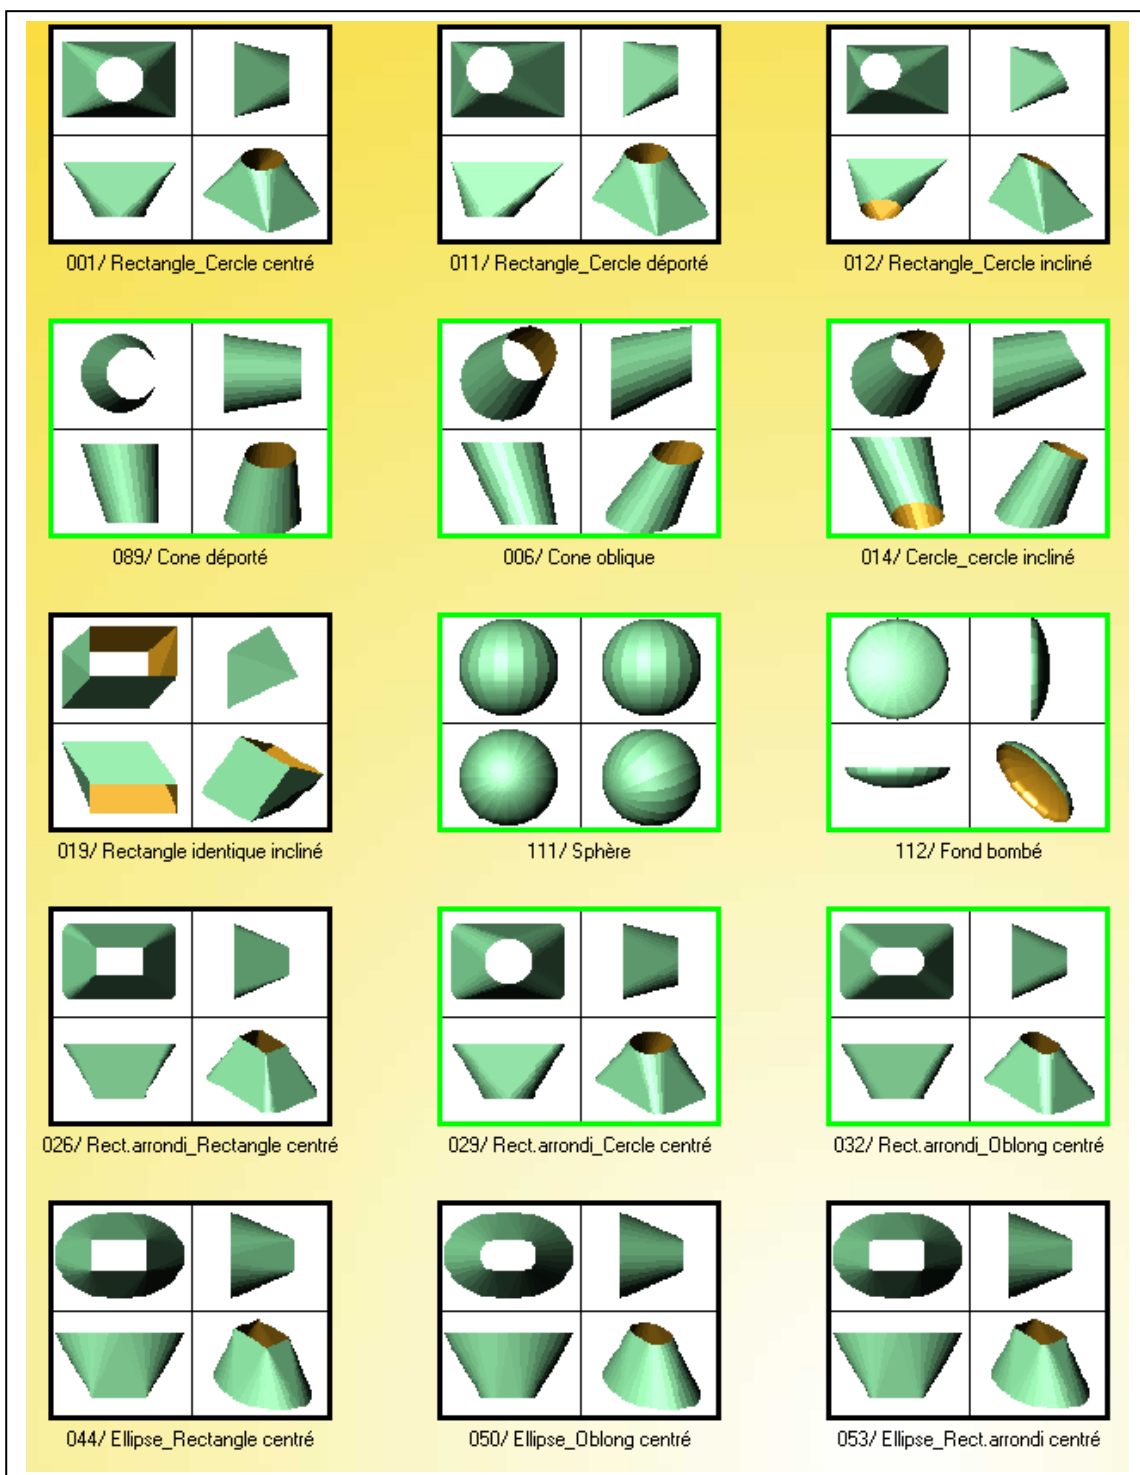 001/ Rectangle_Cercle centré
011/ Rectangle_Cercle déporté
012/ Rectangle_Cercle incliné
089/ Cone déporté
006/ Cone oblique
014/ Cercle_cercle incliné
019/ Rectangle identique incliné
111/ Sphère
112/ Fond bombé
026/ Rect.arrondi_Rectangle centré
029/ Rect.arrondi_Cercle centré
032/ Rect.arrondi_Oblong centré
044/ Ellipse_Rectangle centré
050/ Ellipse_Oblong centré
053/ Ellipse_Rect.arrondi centré